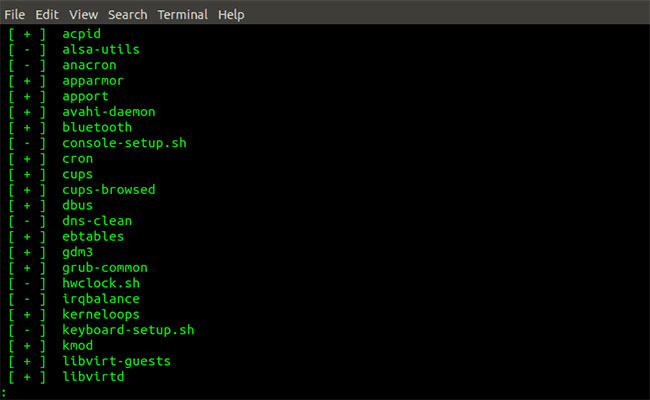 File Edit View Search Terminal Help
[ + ] acpid
[ - ] alsa-utils
[ - ] anacron
[ + ] apparmor
[ + ] apport
[ + ] avahi-daemon
[ + ] bluetooth
[ - ] console-setup.sh
[ + ] cron
[ + ] cups
[ + ] cups-browsed
[ + ] dbus
[ - ] dns-clean
[ + ] ebtables
[ + ] gdm3
[ + ] grub-common
[ - ] hwclock.sh
[ - ] irqbalance
[ + ] kerneloops
[ - ] keyboard-setup.sh
[ + ] kmod
[ + ] libvirt-guests
[ + ] libvirtd
: